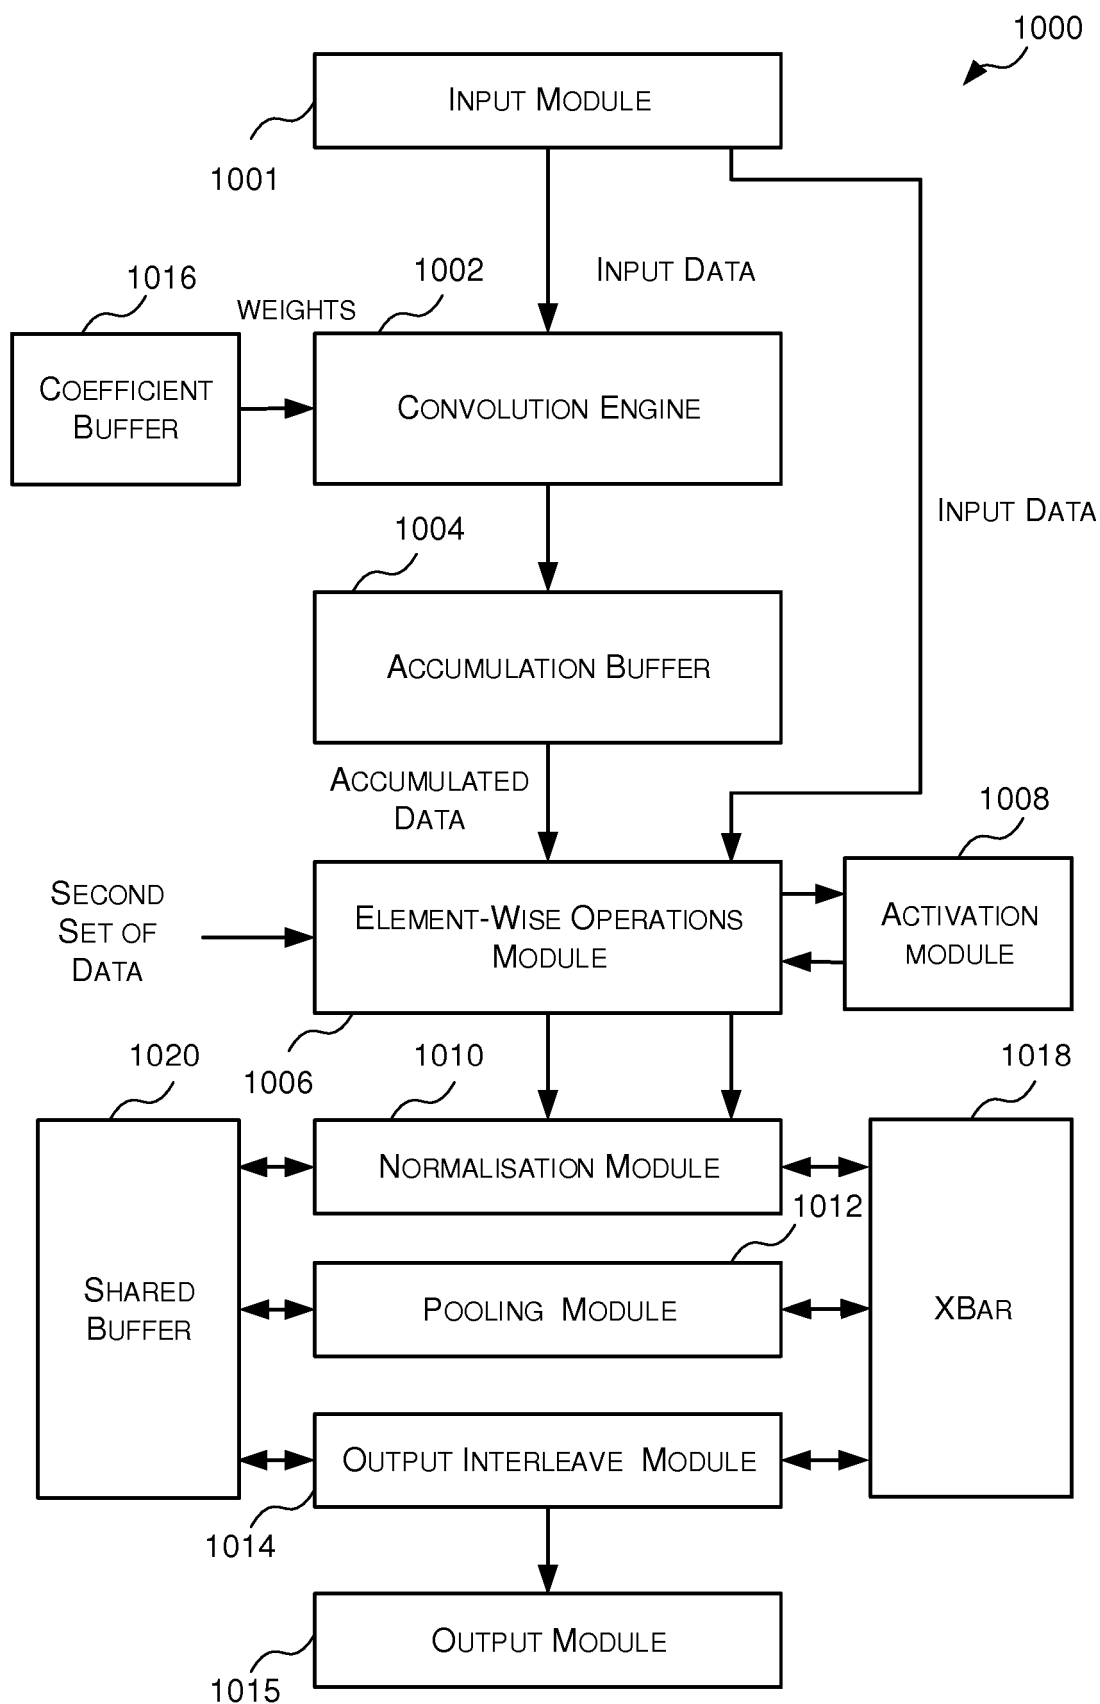 1000
INPUT MODULE
1001
INPUT DATA
1016
WEIGHTS
1002
COEFFICIENT
BUFFER
CONVOLUTION ENGINE
INPUT DATA
1004
ACCUMULATION BUFFER
ACCUMULATED
DATA
1008
SECOND
SET OF
DATA
ELEMENT-WISE OPERATIONS
MODULE
ACTIVATION
MODULE
1006
1020
1010
1018
NORMALISATION MODULE
1012
SHARED
BUFFER
POOLING MODULE
XBAR
OUTPUT INTERLEAVE MODULE
1014
OUTPUT MODULE
1015